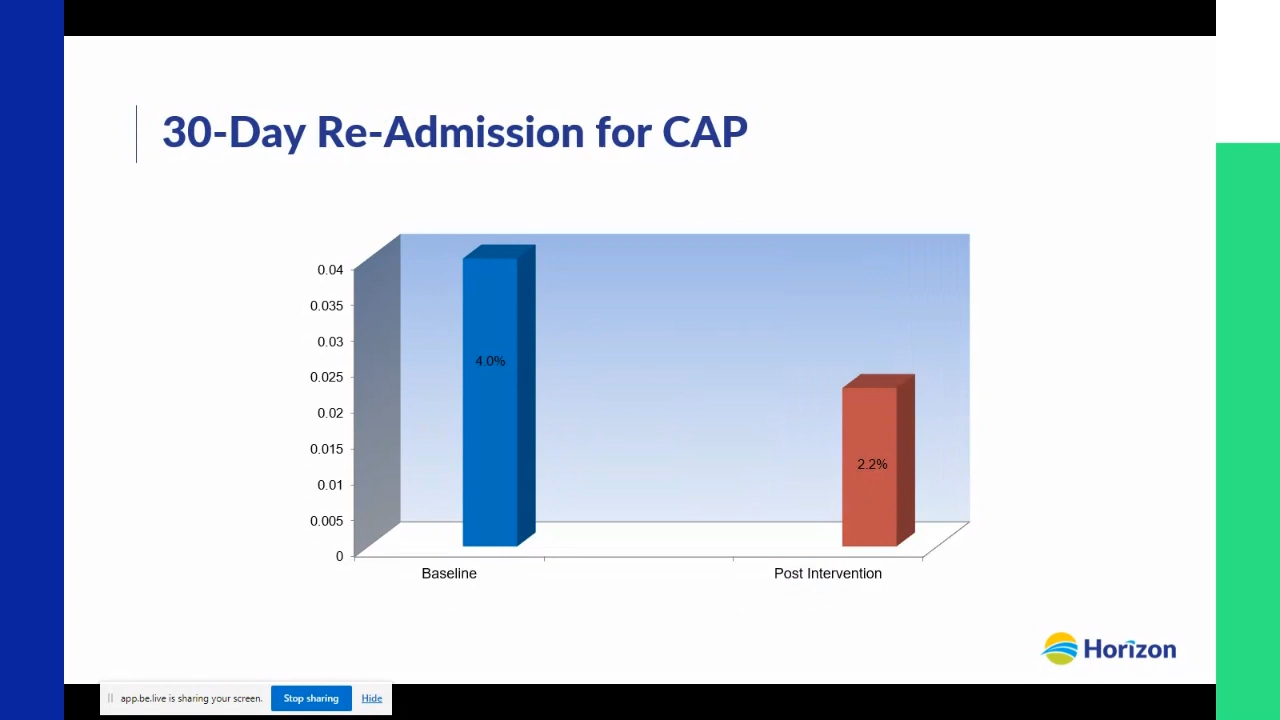 30-Day Re-Admission for CAP
0.04
0.035
0.03
0.025
0.02
0.015
0.01
0.005
0
4.0%
2.2%
Baseline
Post Intervention
Horizon
app.be.live is sharing your screen. Stop sharing Hide